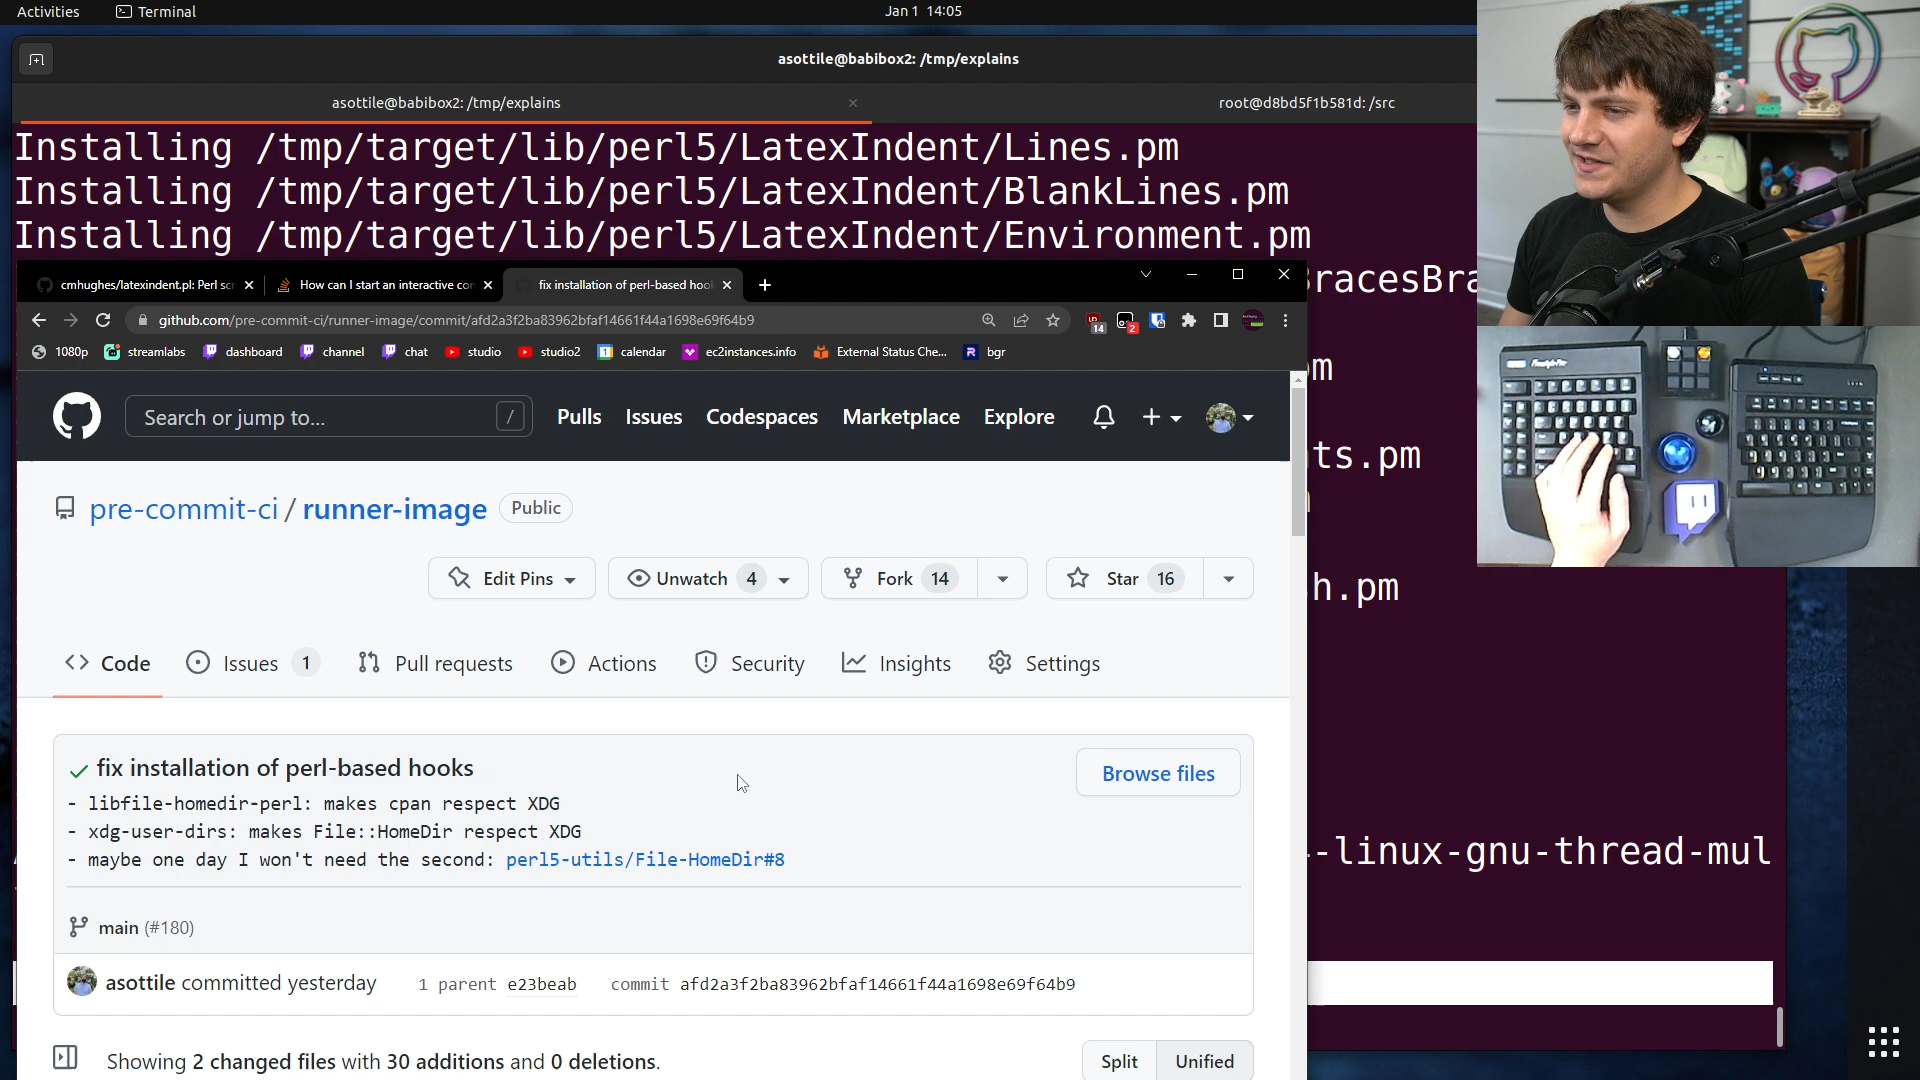 Activities
Terminal
Jan 1 14:05
asottile@babibox2: /tmp/explains
asottile@babibox2: /tmp/explains
root@d8bd5f1b581d: /src
Installing /tmp/target/lib/perl5/LatexIndent/Lines.pm
Installing /tmp/target/lib/perl5/LatexIndent/BlankLines.pm
Installing /tmp/target/lib/perl5/LatexIndent/Environment.pm
racesBra
m
ts.pm
h.pm
-linux-gnu-thread-mul
cmhughes/latexindent.pl: Perl scr
How can I start an interactive con
fix installation of perl-based hool
github.com/pre-commit-ci/runner-image/commit/afd2a3f2ba83962bfaf14661f44a1698e69f64b9
14
2
1080p
streamlabs
dashboard
channel
chat
studio
studio2
calendar
ec2instances.info
External Status Che...
bgr
Search or jump to...
/
Pulls
Issues
Codespaces
Marketplace
Explore
pre-commit-ci / runner-image
Public
Edit Pins
Unwatch 4
Fork 14
Star 16
Code
Issues 1
Pull requests
Actions
Security
Insights
Settings
fix installation of perl-based hooks
Browse files
- libfile-homedir-perl: makes cpan respect XDG
- xdg-user-dirs: makes File::HomeDir respect XDG
- maybe one day I won't need the second: perl5-utils/File-HomeDir#8
main (#180)
asottile committed yesterday
1 parent e23beab
commit afd2a3f2ba83962bfaf14661f44a1698e69f64b9
Showing 2 changed files with 30 additions and 0 deletions.
Split
Unified